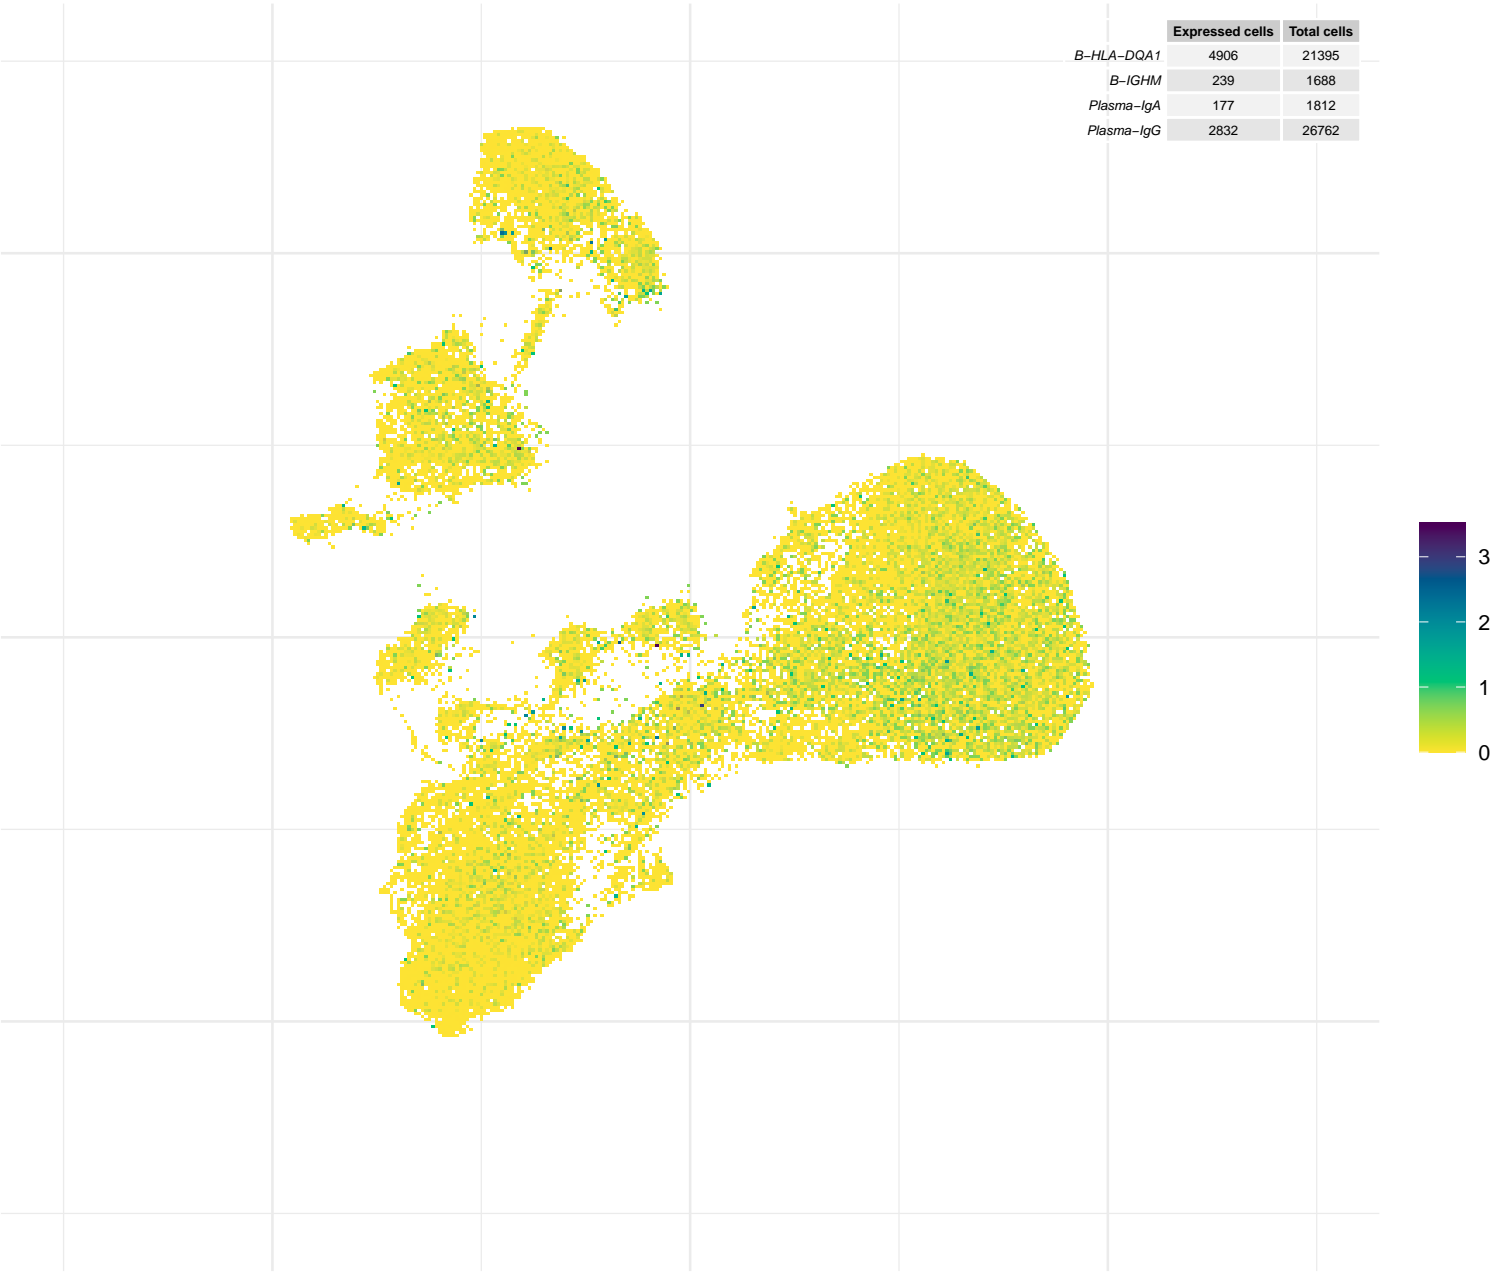 Expressed cells Total cells
B−HLA−DQA1 4906 21395
B−IGHM 239 1688
Plasma−IgA 177 1812
Plasma−IgG 2832 26762
3
2
1
0